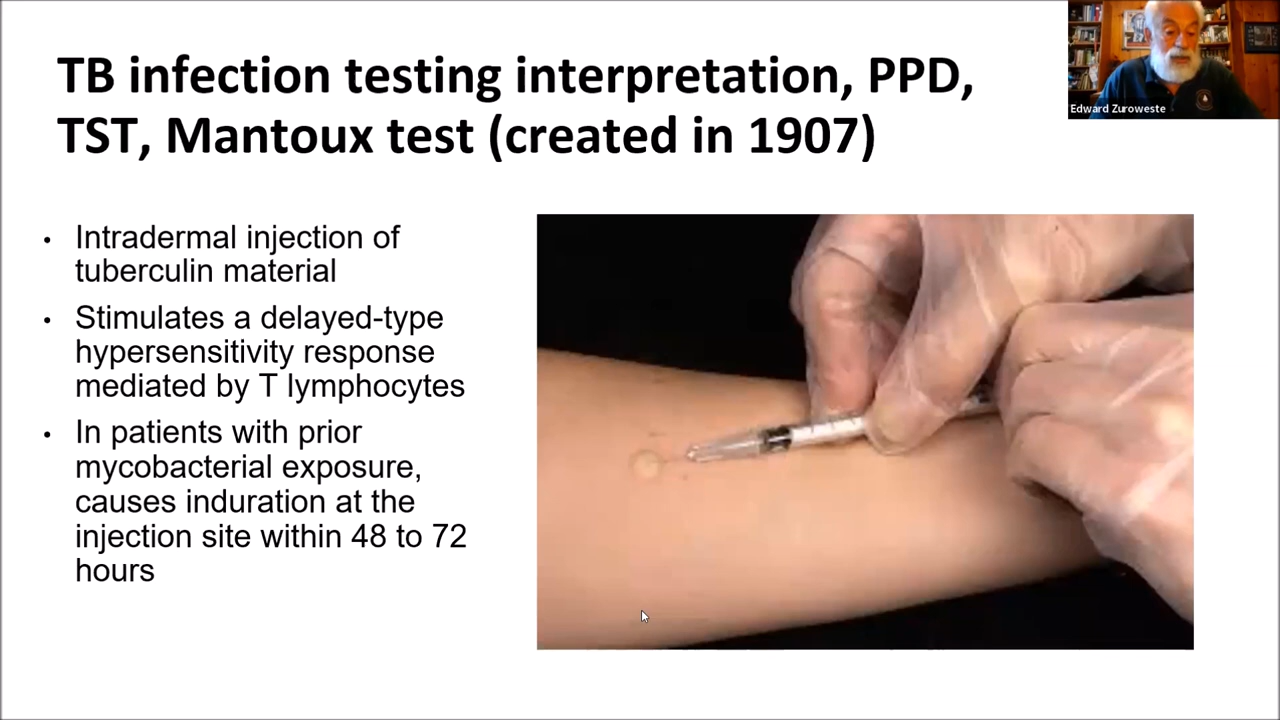 TB infection testing interpretation, PPD,
TST, Mantoux test (created in 1907)
Edward Zuroweste
• Intradermal injection of
tuberculin material
• Stimulates a delayed-type
hypersensitivity response
mediated by T lymphocytes
• In patients with prior
mycobacterial exposure,
causes induration at the
injection site within 48 to 72
hours